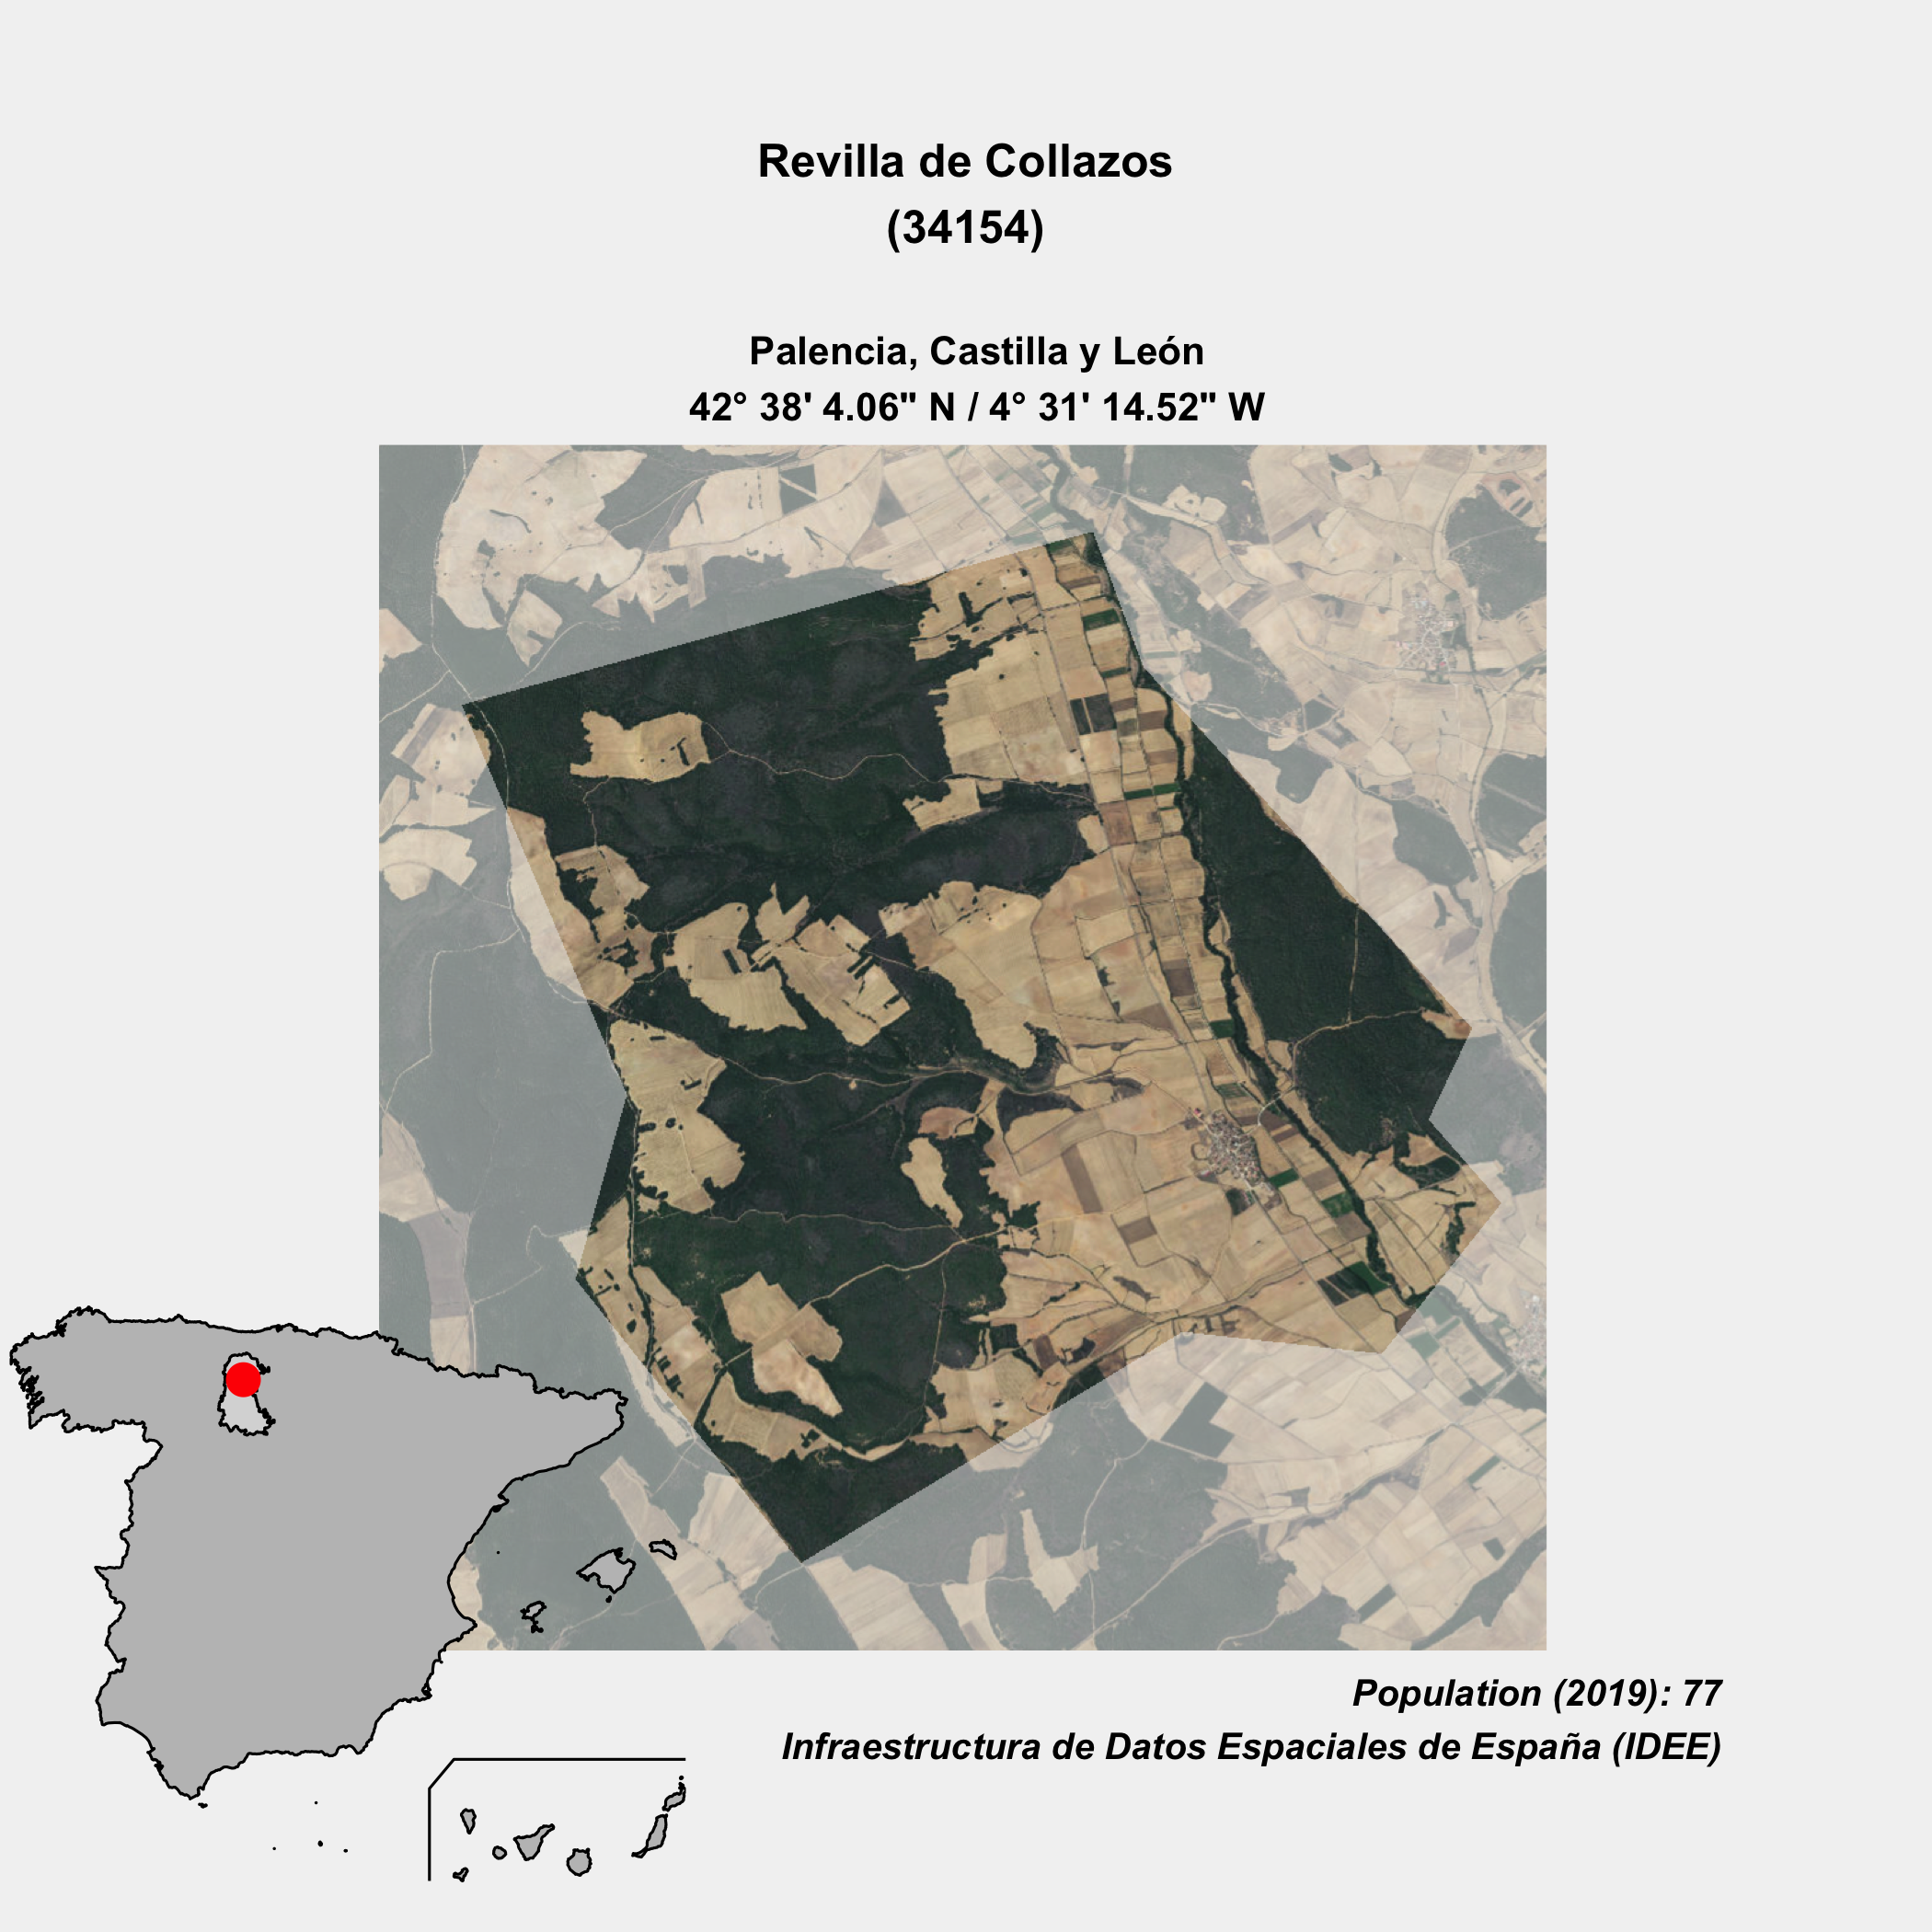 Revilla de Collazos
(34154)
Palencia, Castilla y León
42° 38' 4.06" N / 4° 31' 14.52" W
Population (2019): 77
Infraestructura de Datos Espaciales de España (IDEE)